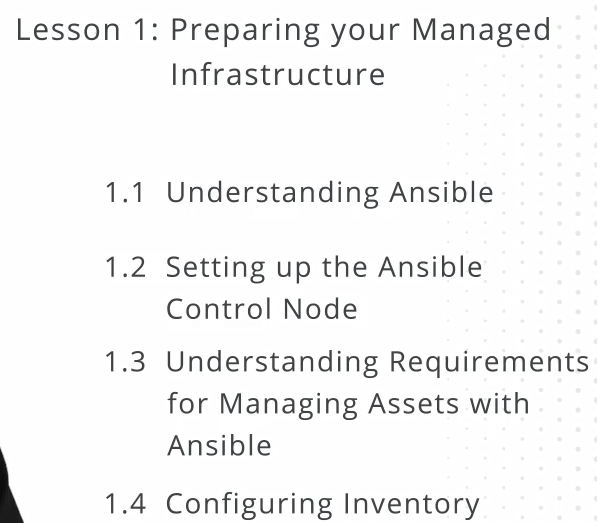 Lesson 1: Preparing your Managed
Infrastructure
1.1 Understanding Ansible
1.2 Setting up the Ansible
Control Node
1.3 Understanding Requirements
for Managing Assets with
Ansible
1.4 Configuring Inventory